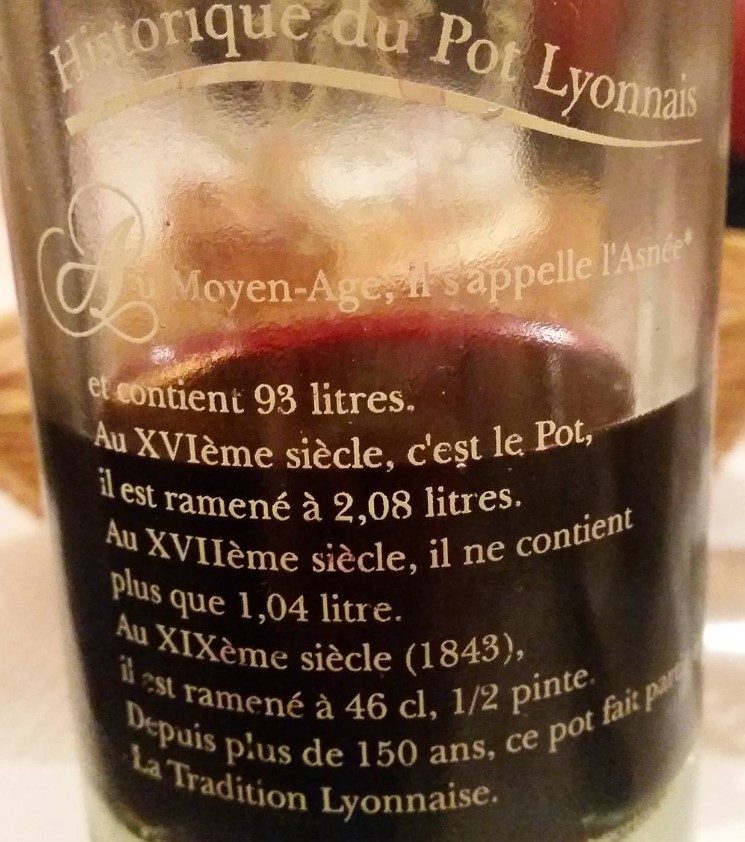 Historique du Pot Lyonnais
Au Moyen-Age, il s'appelle l'Asnée*
et contient 93 litres.
Au XVIème siècle, c'est le Pot,
il est ramené à 2,08 litres.
Au XVIIème siècle, il ne contient
plus que 1,04 litre.
Au XIXème siècle (1843),
il est ramené à 46 cl, 1/2 pinte.
Depuis plus de 150 ans, ce pot fait
La Tradition Lyonnaise.